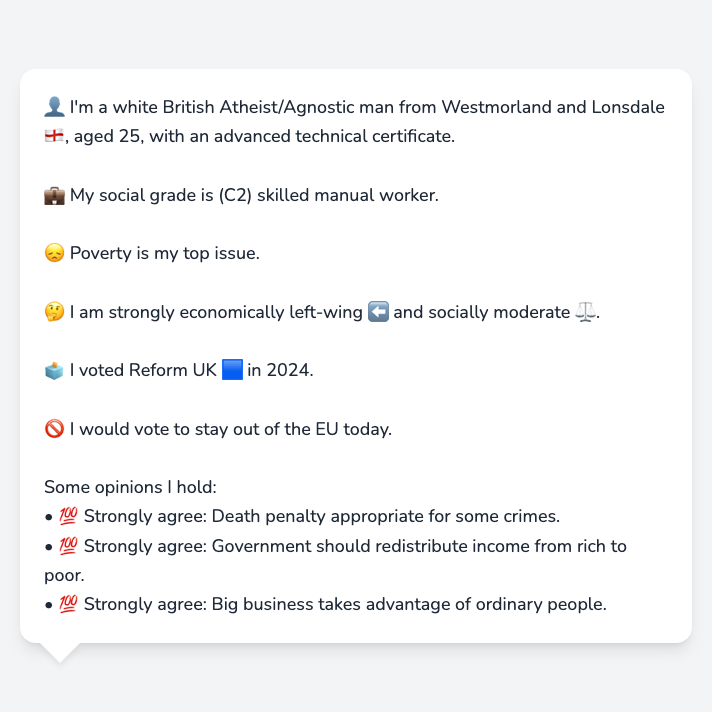 👤 I'm a white British Atheist/Agnostic man from Westmorland and Lonsdale
🏴󠁧󠁢󠁥󠁮󠁧󠁿, aged 25, with an advanced technical certificate.
💼 My social grade is (C2) skilled manual worker.
😞 Poverty is my top issue.
🤔 I am strongly economically left-wing ⬅️ and socially moderate ⚖️.
🗳️ I voted Reform UK 🟦 in 2024.
🚫 I would vote to stay out of the EU today.
Some opinions I hold:
• 💯 Strongly agree: Death penalty appropriate for some crimes.
• 💯 Strongly agree: Government should redistribute income from rich to
poor.
• 💯 Strongly agree: Big business takes advantage of ordinary people.